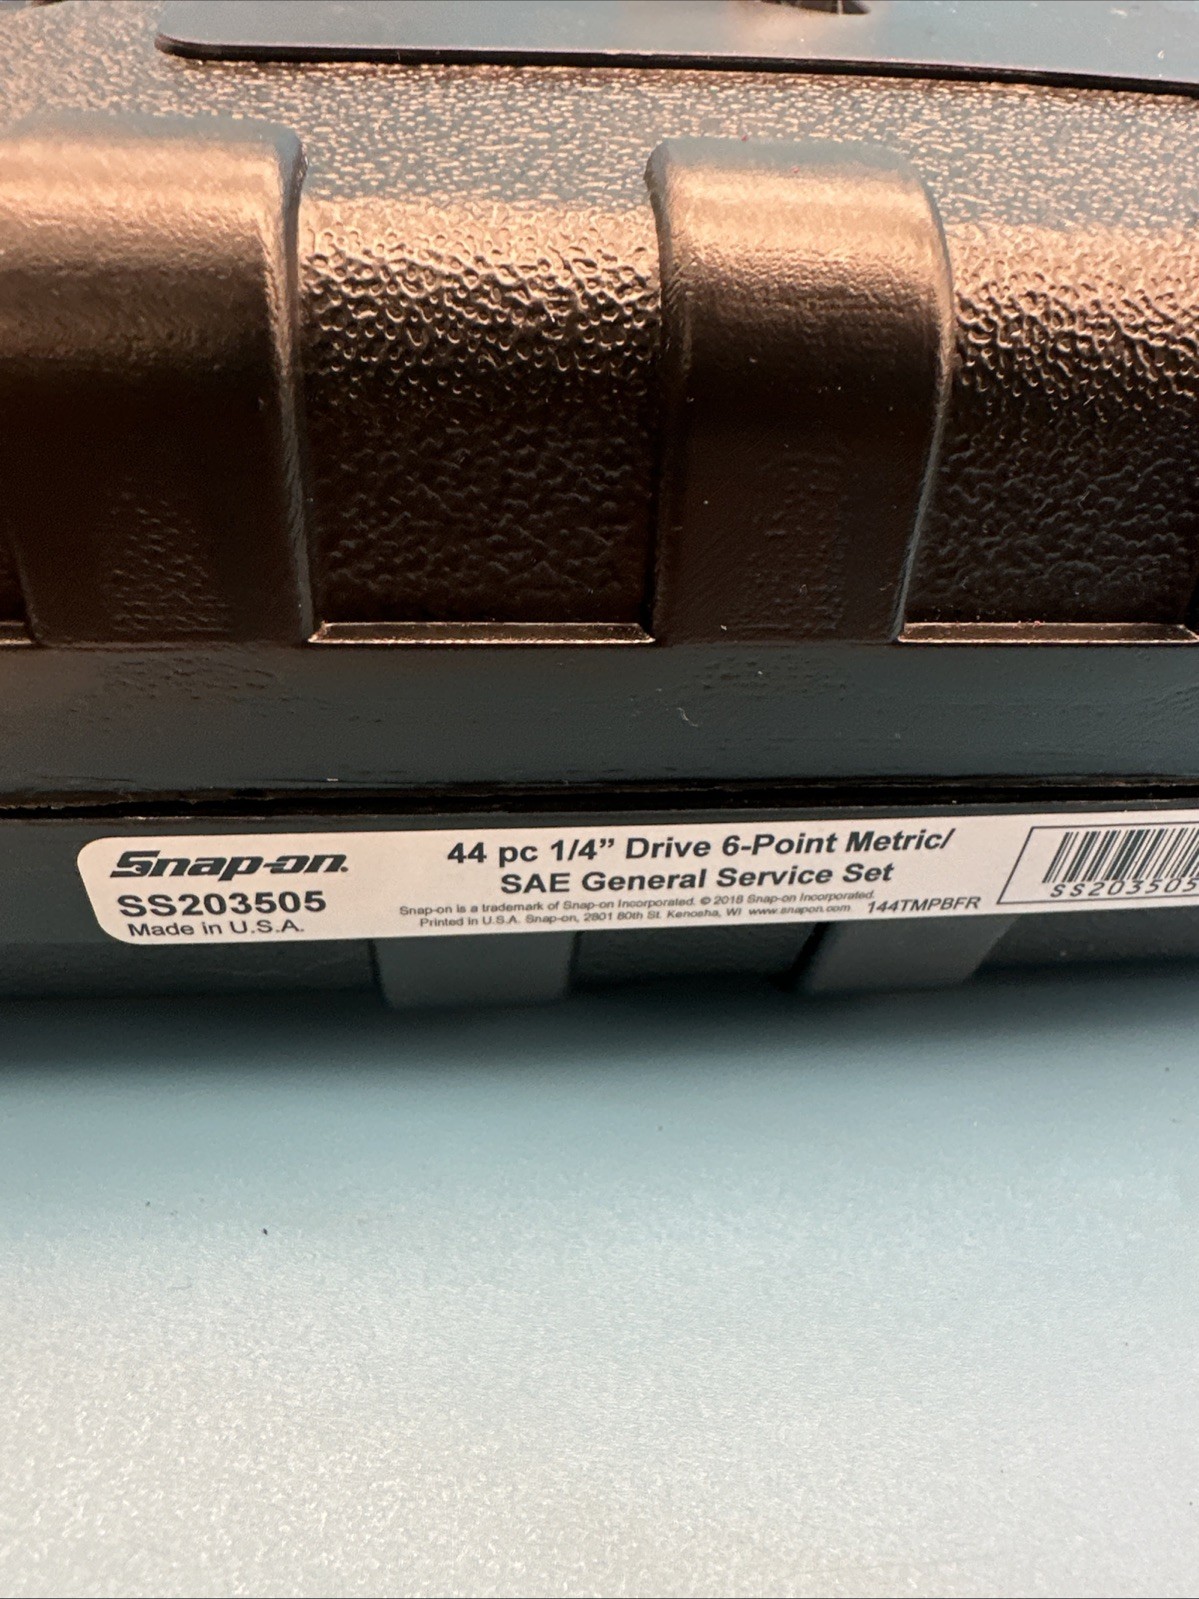 Snap-on.
SS203505
Made in U.S.A.
44 pc 1/4” Drive 6-Point Metric/
SAE General Service Set
Snap-on is a trademark of Snap-on Incorporated. © 2018 Snap-on Incorporated.
Printed in U.S.A. Snap-on, 2801 80th St. Kenosha, WI www.snapon.com
144TMPBFR
SS203505